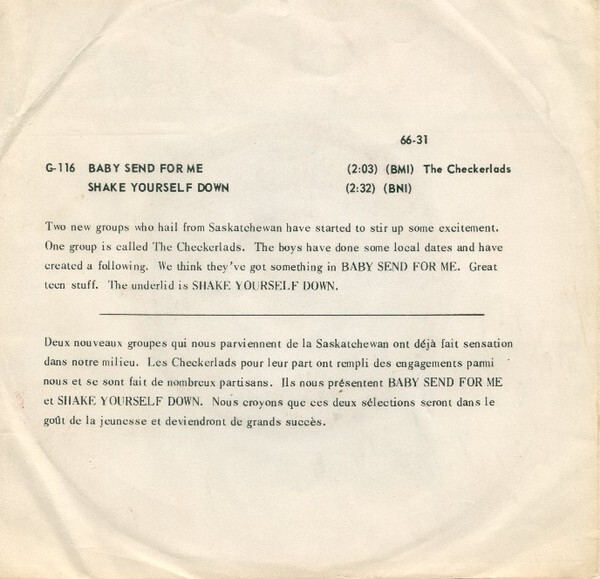 66-31
G-116 BABY SEND FOR ME (2:03) (BMI) The Checkerlads
SHAKE YOURSELF DOWN (2:32) (BNI)
Two new groups who hail from Saskatchewan have started to stir up some excitement.
One group is called The Checkerlads. The boys have done some local dates and have
created a following. We think they've got something in BABY SEND FOR ME. Great
teen stuff. The underlid is SHAKE YOURSELF DOWN.
Deux nouveaux groupes qui nous parviennent de la Saskatchewan ont déjà fait sensation
dans notre milieu. Les Checkerlads pour leur part ont rempli des engagements parmi
nous et se sont fait de nombreux partisans. Ils nous présentent BABY SEND FOR ME
et SHAKE YOURSELF DOWN. Nous croyons que ces deux sélections seront dans le
goût de la jeunesse et deviendront de grands succès.